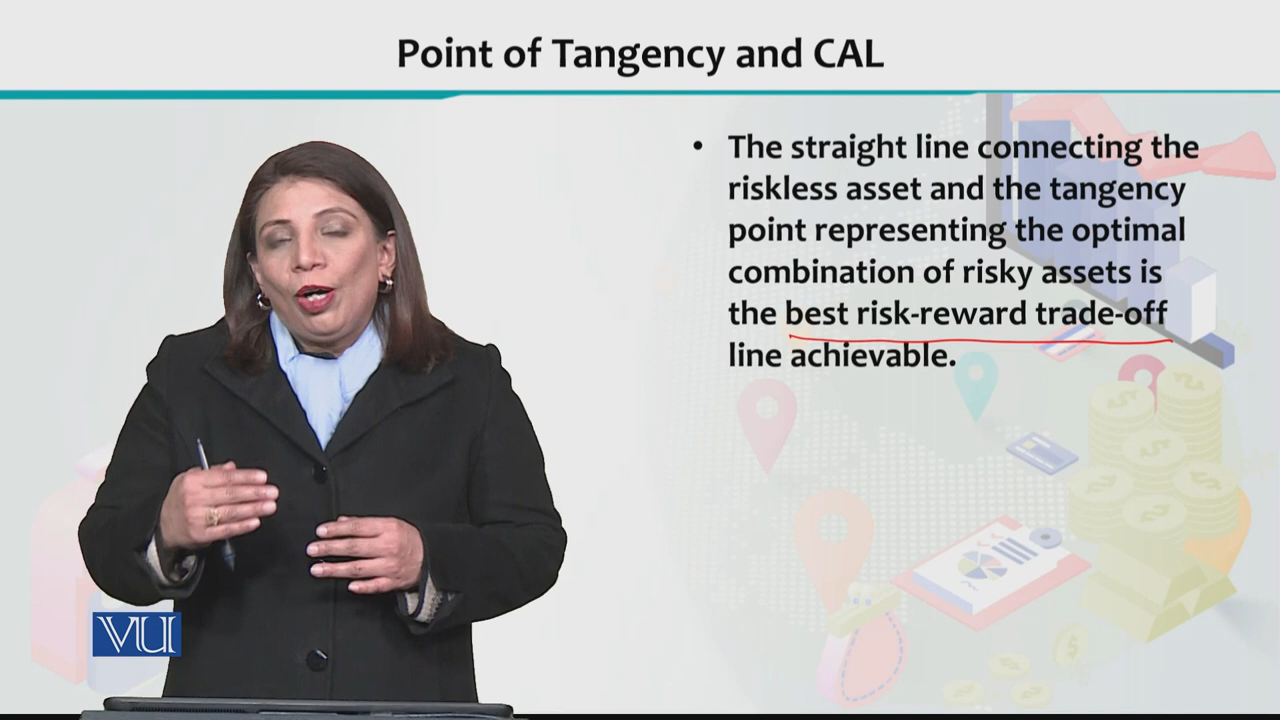 Point of Tangency and CAL
• The straight line connecting the
riskless asset and the tangency
point representing the optimal
combination of risky assets is
the best risk-reward trade-off
line achievable.
VU